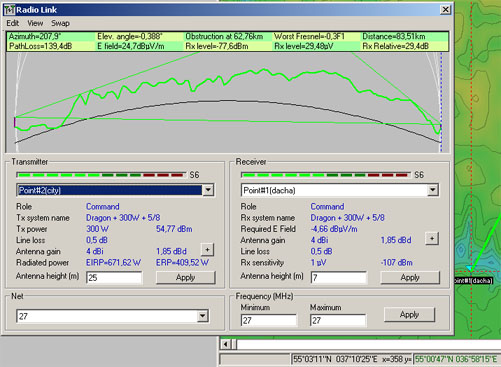 Radio Link
Edit View Swap
Azimuth=207,9° Elev. angle=-0,388° Obstruction at 62,76km Worst Fresnel=-0,3F1 Distance=83,51km
PathLoss=139,4dB E field=24,7dBµV/m Rx level=-77,6dBm Rx level=29,48µV Rx Relative=29,4dB
Transmitter
S6
Point#2(city)
Role Command
Tx system name Dragon + 300W + 5/8
Tx power 300 W 54,77 dBm
Line loss 0,5 dB
Antenna gain 4 dBi 1,85 dBd +
Radiated power EIRP=671,62 W ERP=409,52 W
Antenna height (m) 25 Apply
Receiver
S6
Point#1(dacha)
Role Command
Rx system name Dragon + 300W + 5/8
Required E Field -4,66 dBµV/m
Antenna gain 4 dBi 1,85 dBd +
Line loss 0,5 dB
Rx sensitivity 1 µV -107 dBm
Antenna height (m) 7 Apply
Net
27
Frequency (MHz)
Minimum Maximum
27 27 Apply
Point#1(dacha)
55°03'11"N 037°10'25"E x=358 y= 55°00'47"N 036°58'15"E